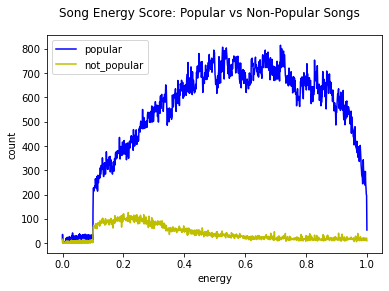 Song Energy Score: Popular vs Non-Popular Songs
popular
not_popular
800
700
600
500
400
300
200
100
0
count
0.0 0.2 0.4 0.6 0.8 1.0
energy